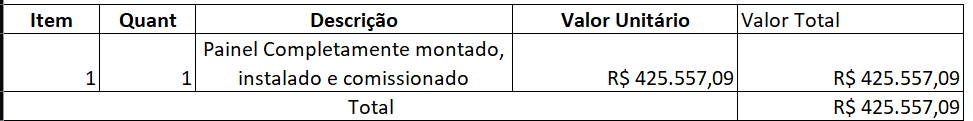 Item Quant Descrição Valor Unitário Valor Total
Painel Completamente montado,
1 1 instalado e comissionado R$ 425.557,09 R$ 425.557,09
Total R$ 425.557,09